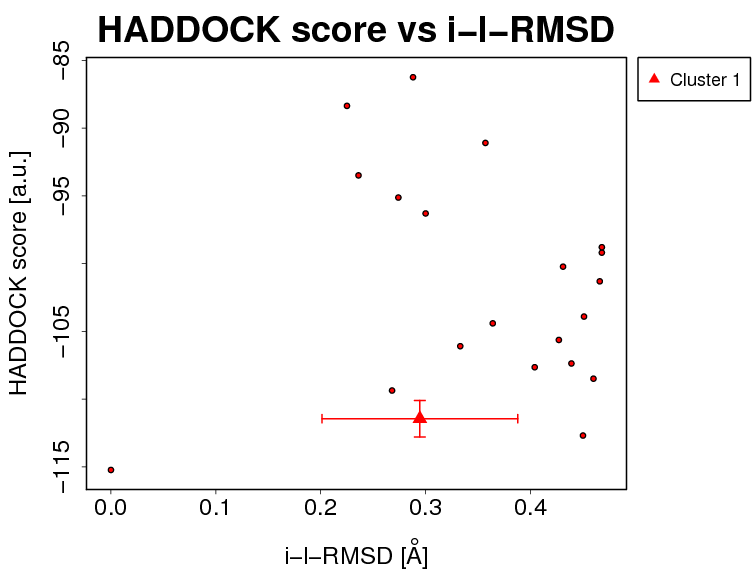 HADDOCK score vs i−l−RMSD
Cluster 1
HADDOCK score [a.u.]
−85
−90
−95
−105
−115
0.0 0.1 0.2 0.3 0.4
i−l−RMSD [Å]